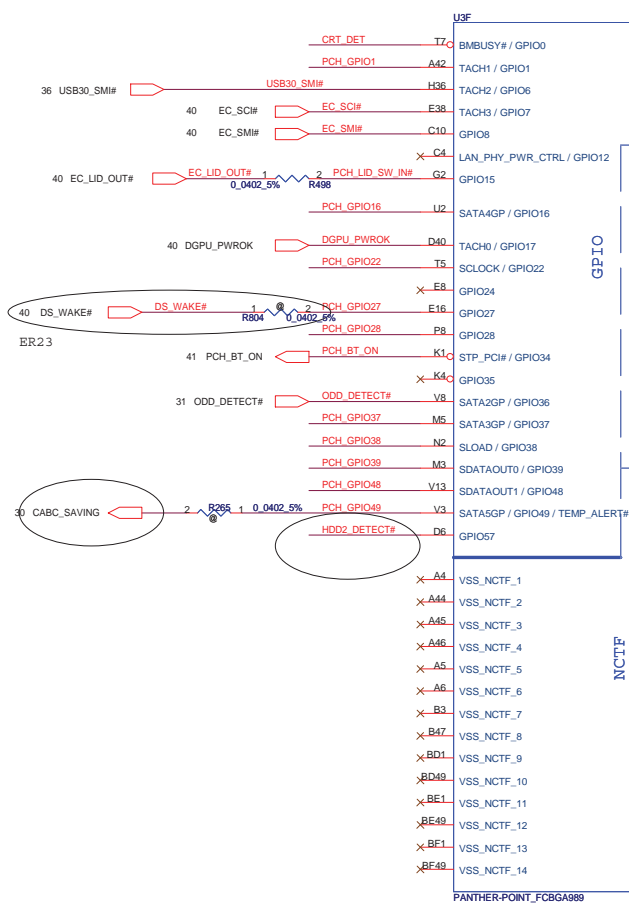 U3F
CRT_DET T7 BMBUSY# / GPIO0
PCH_GPIO1 A42 TACH1 / GPIO1
36 USB30_SMI# USB30_SMI# H36 TACH2 / GPIO6
40 EC_SCI# EC_SCI# E38 TACH3 / GPIO7
40 EC_SMI# EC_SMI# C10 GPIO8
C4 LAN_PHY_PWR_CTRL / GPIO12
40 EC_LID_OUT# EC_LID_OUT# 1 2 PCH_LID_SW_IN# G2 GPIO15
0_0402_5% R498
PCH_GPIO16 U2 SATA4GP / GPIO16
40 DGPU_PWROK DGPU_PWROK D40 TACH0 / GPIO17
PCH_GPIO22 T5 SCLOCK / GPIO22
GPIO
E8 GPIO24
40 DS_WAKE# DS_WAKE# 1 @ 2 PCH_GPIO27 E16 GPIO27
R804 0_0402_5%
PCH_GPIO28 P8 GPIO28
ER23
41 PCH_BT_ON PCH_BT_ON K1 STP_PCI# / GPIO34
K4 GPIO35
31 ODD_DETECT# ODD_DETECT# V8 SATA2GP / GPIO36
PCH_GPIO37 M5 SATA3GP / GPIO37
PCH_GPIO38 N2 SLOAD / GPIO38
PCH_GPIO39 M3 SDATAOUT0 / GPIO39
PCH_GPIO48 V13 SDATAOUT1 / GPIO48
30 CABC_SAVING 2 R265 1 0_0402_5% PCH_GPIO49 V3 SATA5GP / GPIO49 / TEMP_ALERT#
@
HDD2_DETECT# D6 GPIO57
A4 VSS_NCTF_1
A44 VSS_NCTF_2
A45 VSS_NCTF_3
A46 VSS_NCTF_4
NCTF
A5 VSS_NCTF_5
A6 VSS_NCTF_6
B3 VSS_NCTF_7
B47 VSS_NCTF_8
BD1 VSS_NCTF_9
BD49 VSS_NCTF_10
BE1 VSS_NCTF_11
BE49 VSS_NCTF_12
BF1 VSS_NCTF_13
BF49 VSS_NCTF_14
PANTHER-POINT_FCBGA989